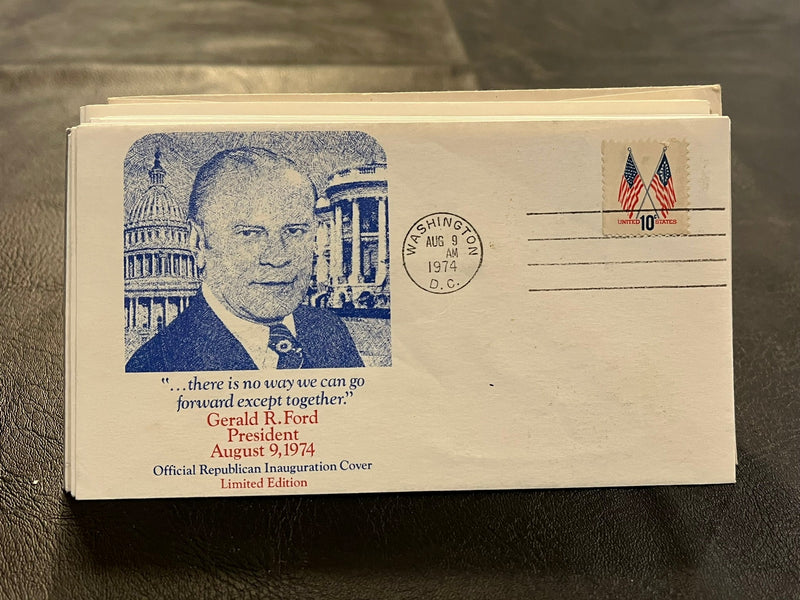 "...there is no way we can go
forward except together."
Gerald R. Ford
President
August 9, 1974
Official Republican Inauguration Cover
Limited Edition
WASHINGTON
AUG 9
AM
1974
D.C.
UNITED 10¢ STATES